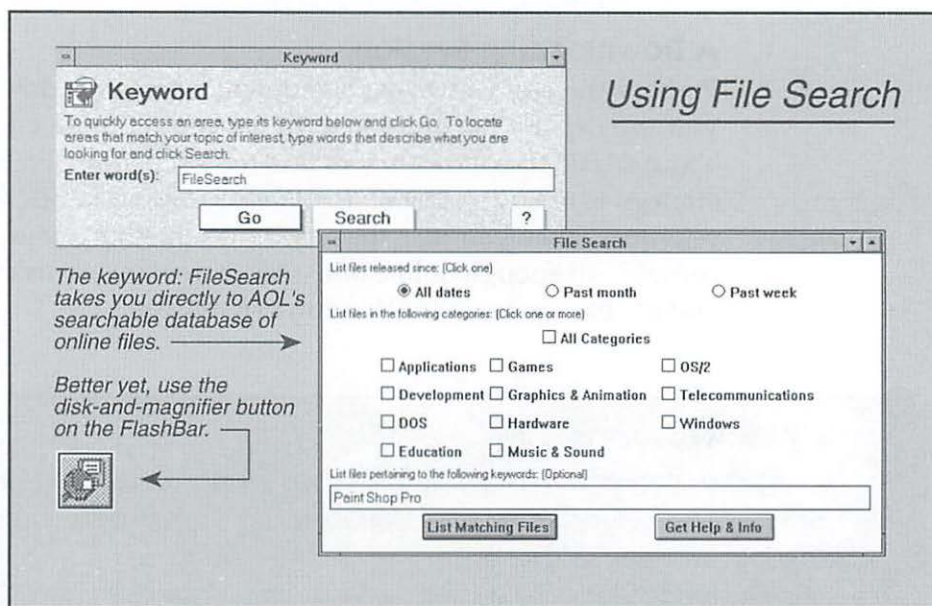 Using File Search
Keyword
Keyword
To quickly access an area, type its keyword below and click Go. To locate
areas that match your topic of interest, type words that describe what you are
looking for and click Search.
Enter word(s): FileSearch
Go Search ?
The keyword: FileSearch
takes you directly to AOL's
searchable database of
online files.
Better yet, use the
disk-and-magnifier button
on the FlashBar.
File Search
List files released since: (Click one)
All dates Past month Past week
List files in the following categories: (Click one or more)
All Categories
Applications Games OS/2
Development Graphics & Animation Telecommunications
DOS Hardware Windows
Education Music & Sound
List files pertaining to the following keywords: (Optional)
Paint Shop Pro
List Matching Files Get Help & Info